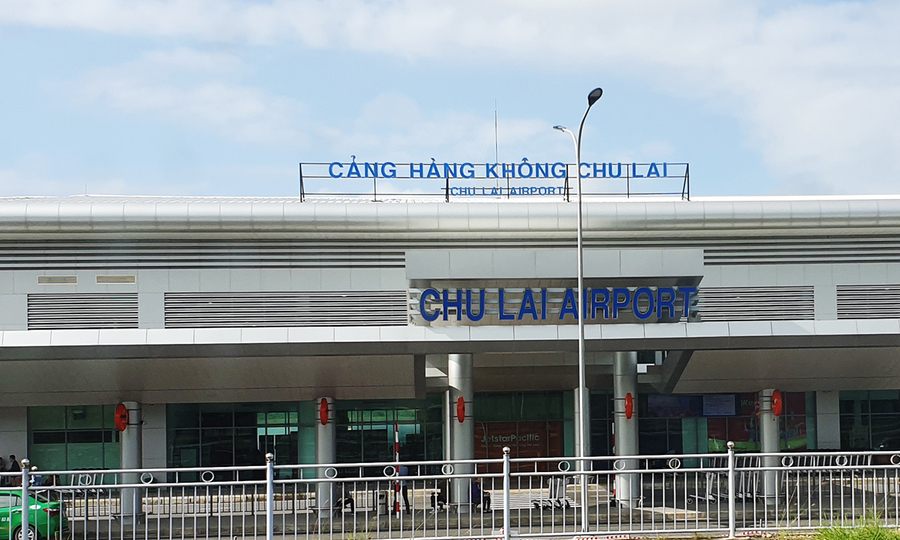 CẢNG HÀNG KHÔNG CHU LAI
CHU LAI AIRPORT
CHU LAI AIRPORT
JetstarPacific